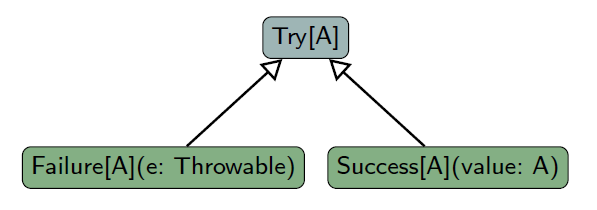 Try[A]
Failure[A](e: Throwable)
Success[A](value: A)